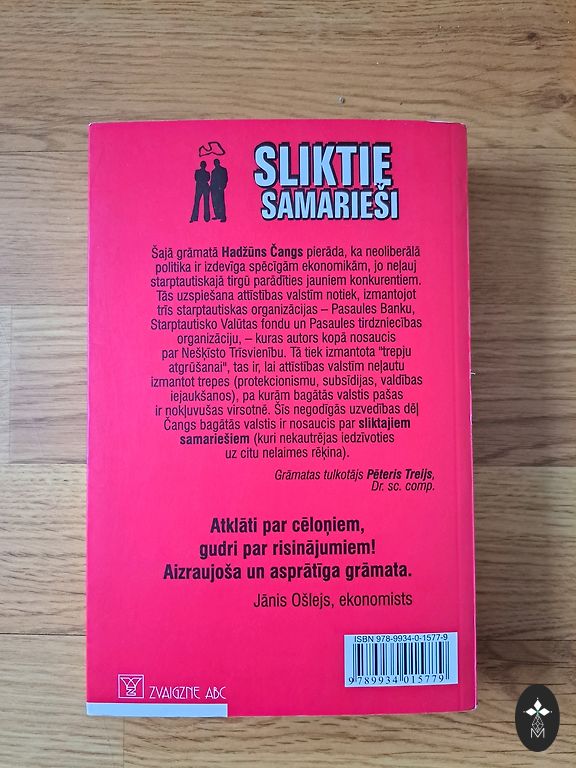 SLIKTIE
SAMARIEŠI
Šajā grāmatā Hadžūns Čangs pierāda, ka neoliberālā
politika ir izdevīga spēcīgām ekonomikām, jo neļauj
starptautiskajā tirgū parādīties jauniem konkurentiem.
Tās uzspiešana attīstības valstīm notiek, izmantojot
trīs starptautiskas organizācijas – Pasaules Banku,
Starptautisko Valūtas fondu un Pasaules tirdzniecības
organizāciju, – kuras autors kopā nosaucis
par Nešķīsto Trīsvienību. Tā tiek izmantota "trepju
atgrūšanai", tas ir, lai attīstības valstīm neļautu
izmantot trepes (protekcionismu, subsīdijas, valdības
iejaukšanos), pa kurām bagātās valstis pašas
ir nokļuvušas virsotnē. Šīs negodīgās uzvedības dēļ
Čangs bagātās valstis ir nosaucis par sliktajiem
samariešiem (kuri nekautrējas iedzīvoties
uz citu nelaimes rēķina).
Grāmatas tulkotājs Pēteris Treijs,
Dr. sc. comp.
Atklāti par cēloņiem,
gudri par risinājumiem!
Aizraujoša un asprātīga grāmata.
Jānis Ošlejs, ekonomists
ISBN 978-9934-0-1577-9
9 789934 015779
ZVAIGZNE ABC
M